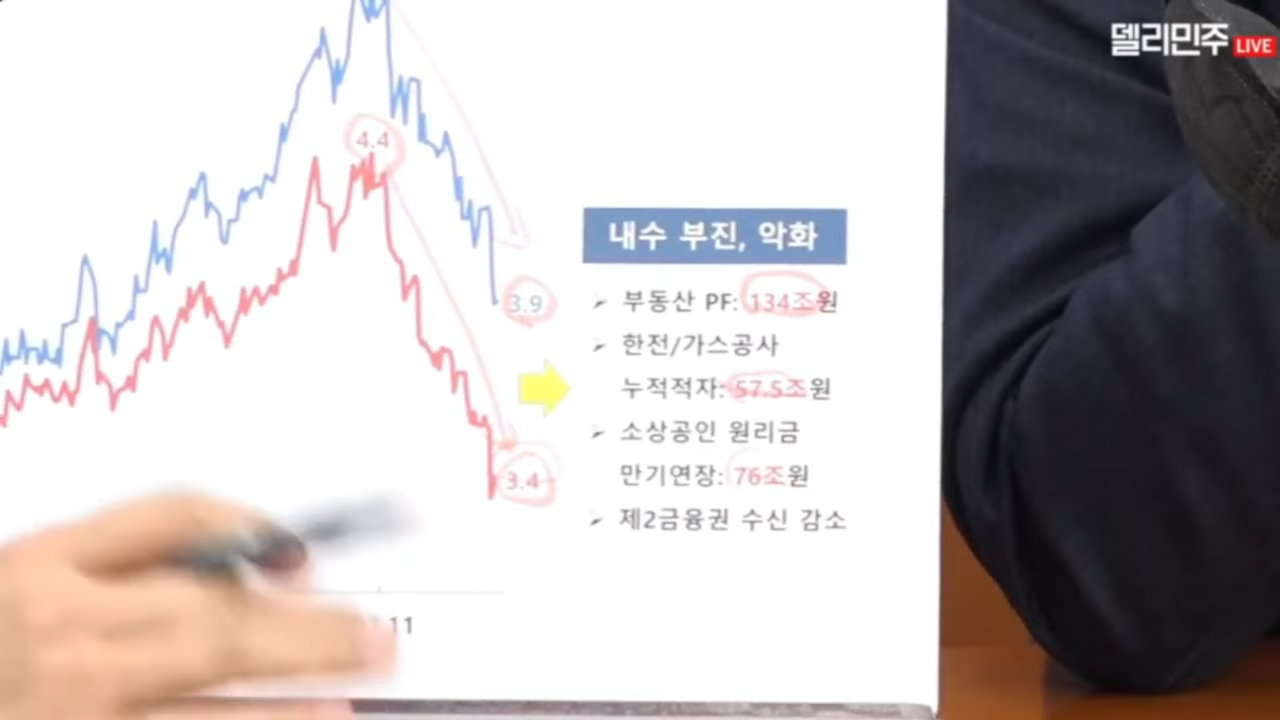 델리민주 LIVE
4.4
3.9
3.4
11
내수 부진, 악화
➢ 부동산 PF: 134조원
➢ 한전/가스공사
누적적자: 57.5조원
➢ 소상공인 원리금
만기연장: 76조원
➢ 제2금융권 수신 감소